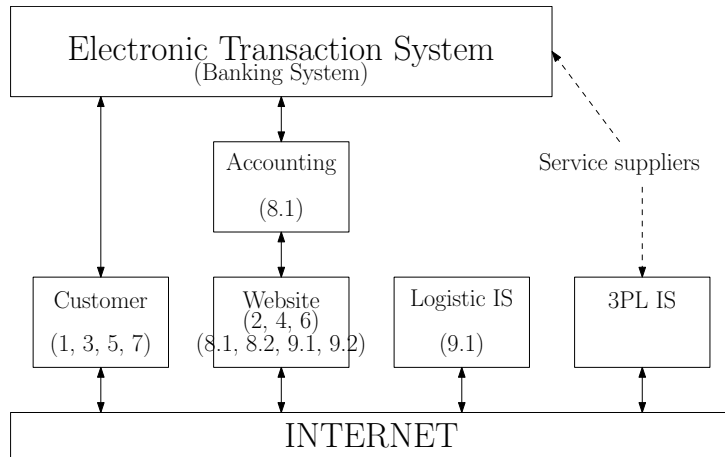 Electronic Transaction System
(Banking System)
Accounting
(8.1)
Service suppliers
Customer
(1, 3, 5, 7)
Website
(2, 4, 6)
(8.1, 8.2, 9.1, 9.2)
Logistic IS
(9.1)
3PL IS
INTERNET